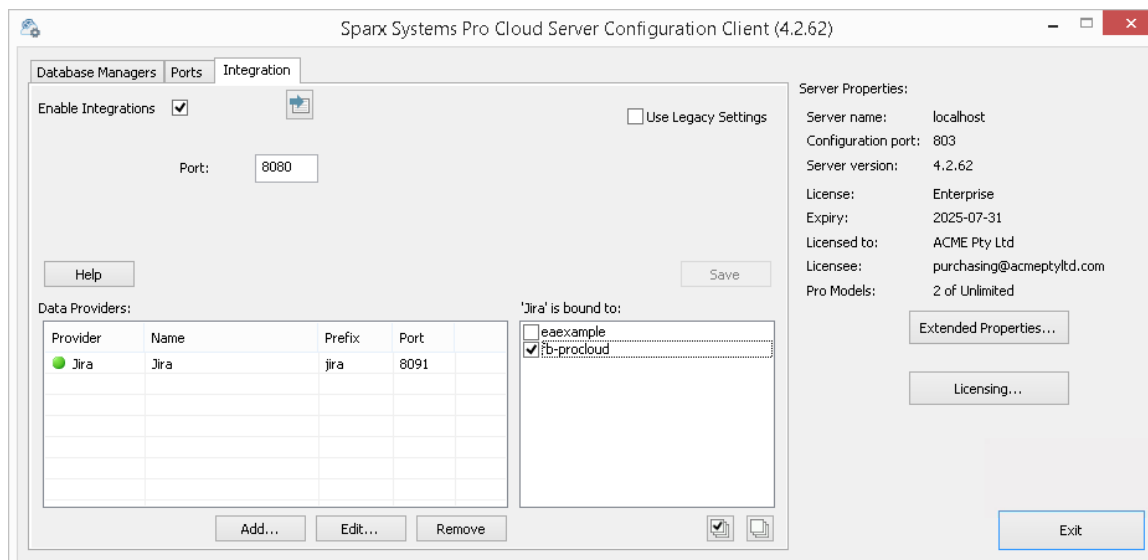 Sparx Systems Pro Cloud Server Configuration Client (4.2.62)
Database Managers
Ports
Integration
Enable Integrations
Use Legacy Settings
Port:
8080
Help
Save
Data Providers:
Provider Name Prefix Port
Jira Jira jira 8091
Add...
Edit...
Remove
'Jira' is bound to:
eaexample
fb-procloud
Server Properties:
Server name: localhost
Configuration port: 803
Server version: 4.2.62
License: Enterprise
Expiry: 2025-07-31
Licensed to: ACME Pty Ltd
Licensee: purchasing@acmeptyltd.com
Pro Models: 2 of Unlimited
Extended Properties...
Licensing...
Exit